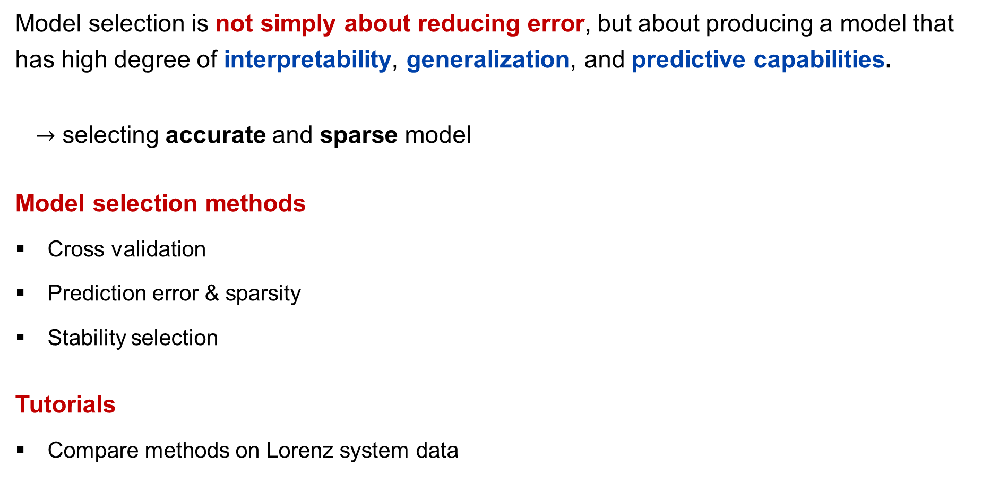 Model selection is not simply about reducing error, but about producing a model that
has high degree of interpretability, generalization, and predictive capabilities.
→ selecting accurate and sparse model
Model selection methods
▪ Cross validation
▪ Prediction error & sparsity
▪ Stability selection
Tutorials
▪ Compare methods on Lorenz system data